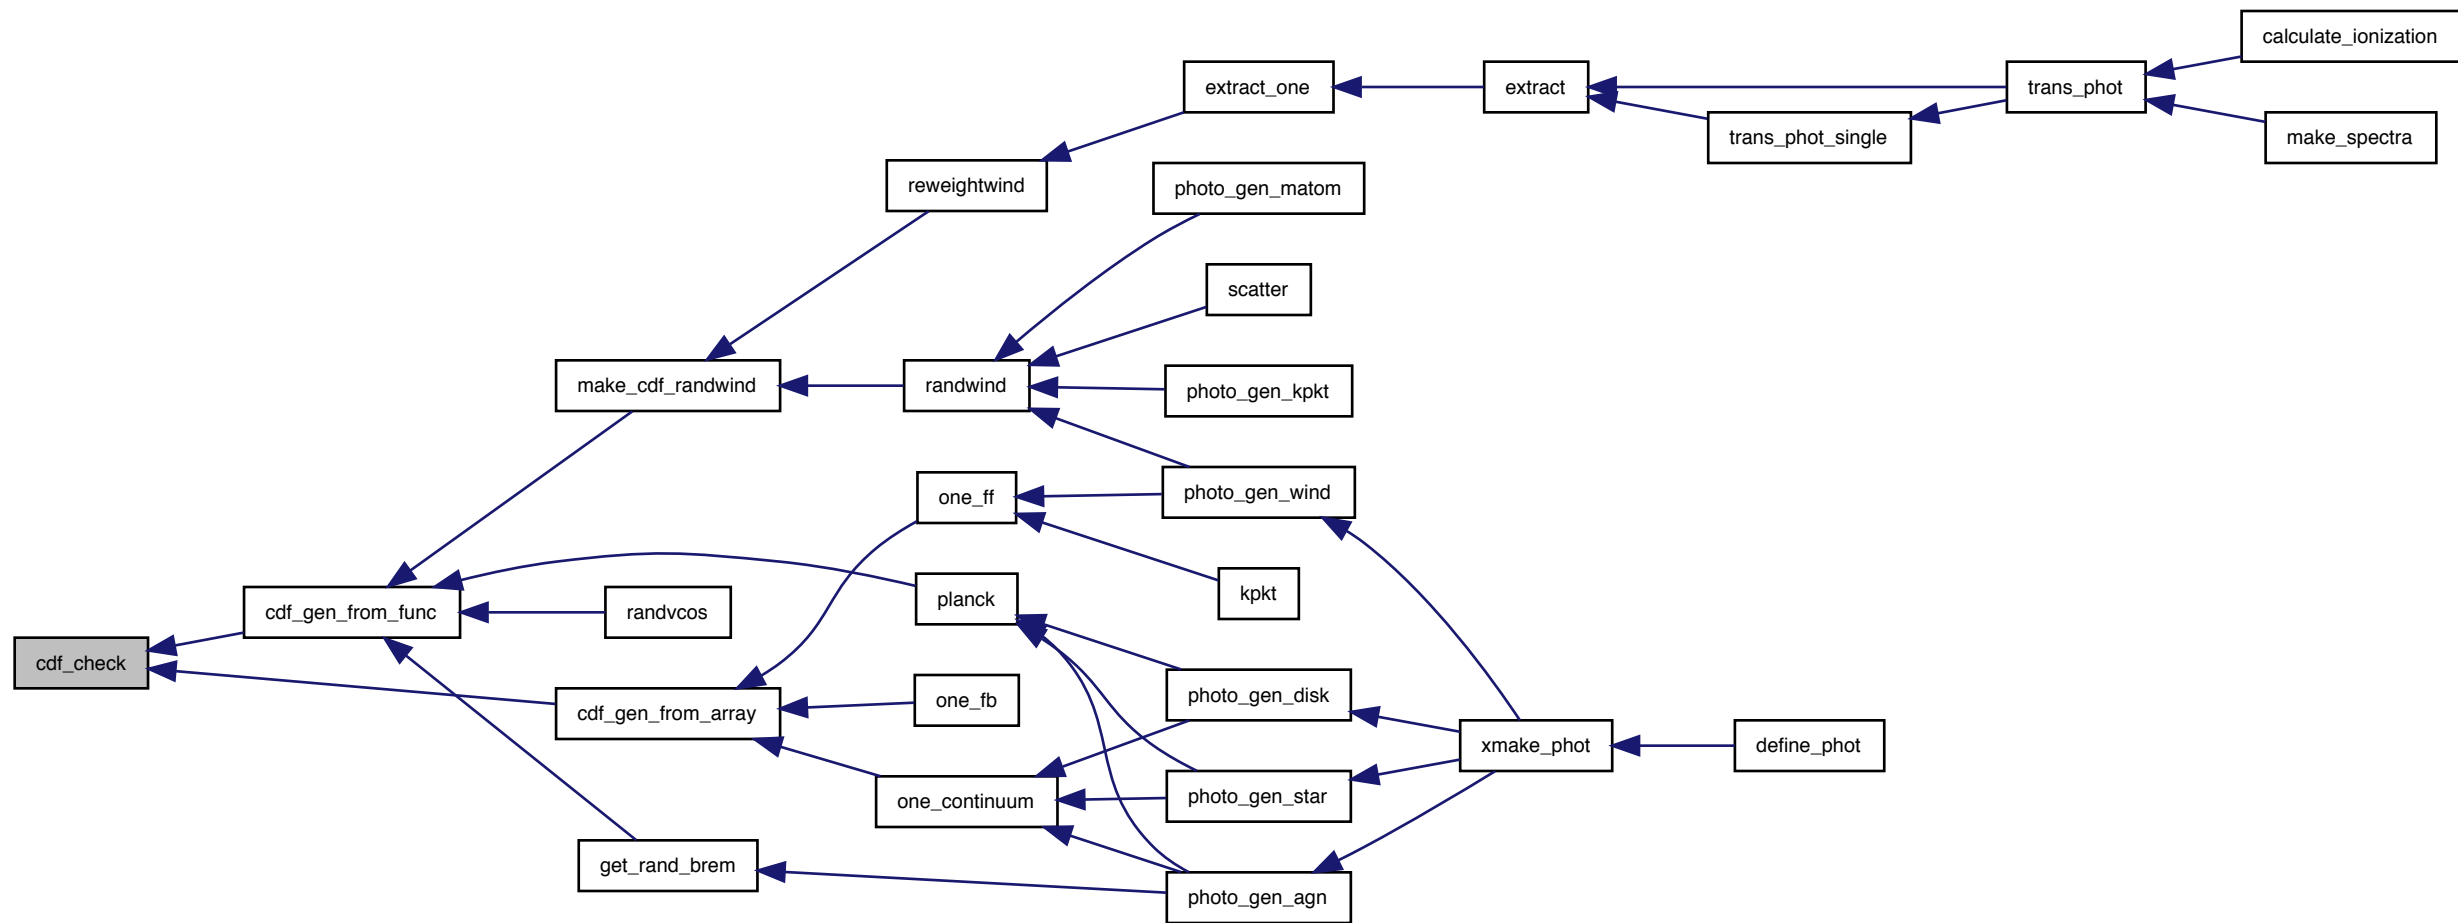 calculate_ionization
extract_one
extract
trans_phot
trans_phot_single
make_spectra
reweightwind
photo_gen_matom
scatter
make_cdf_randwind
randwind
photo_gen_kpkt
one_ff
photo_gen_wind
planck
kpkt
cdf_gen_from_func
randvcos
cdf_check
cdf_gen_from_array
one_fb
photo_gen_disk
xmake_phot
define_phot
one_continuum
photo_gen_star
get_rand_brem
photo_gen_agn